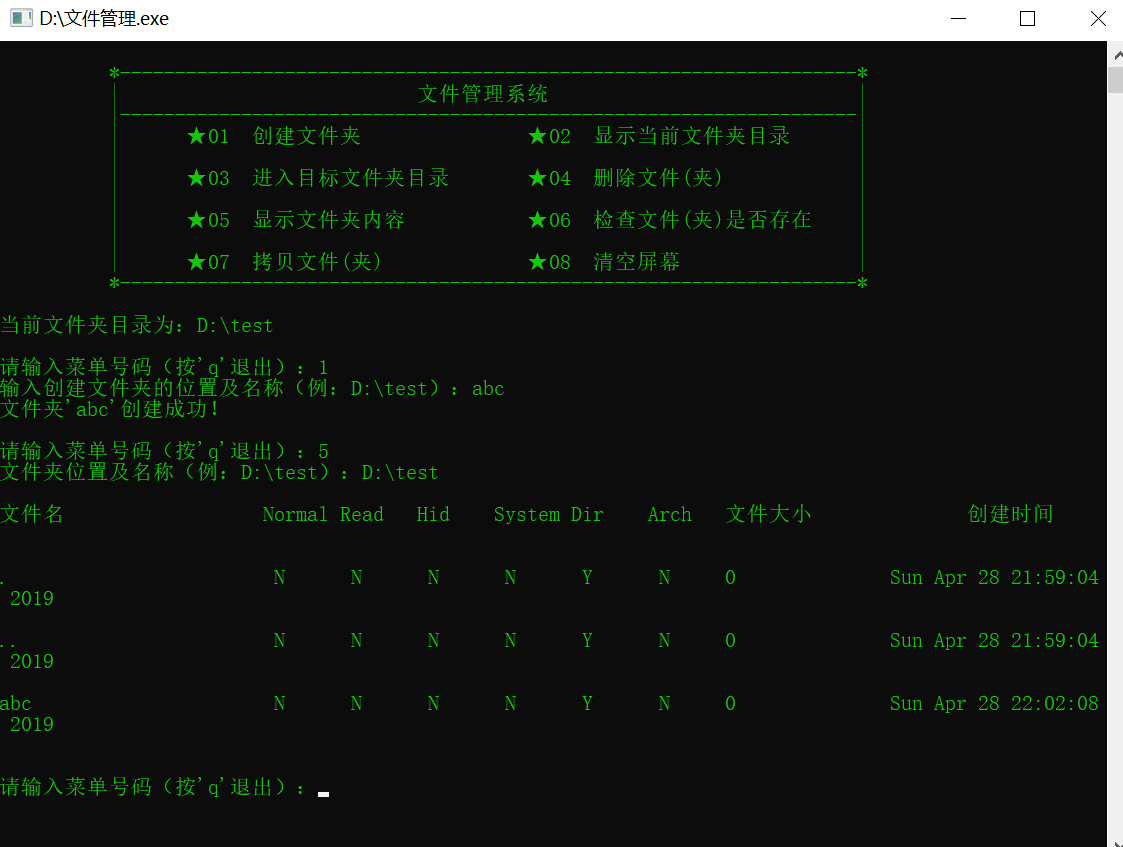 D:\文件管理.exe
*--------------------------------------------------------------------*
文件管理系统
--------------------------------------------------------------------
★01 创建文件夹 ★02 显示当前文件夹目录
★03 进入目标文件夹目录 ★04 删除文件(夹)
★05 显示文件夹内容 ★06 检查文件(夹)是否存在
★07 拷贝文件(夹) ★08 清空屏幕
*--------------------------------------------------------------------*
当前文件夹目录为：D:\test
请输入菜单号码（按'q'退出）：1
输入创建文件夹的位置及名称（例：D:\test）：abc
文件夹'abc'创建成功！
请输入菜单号码（按'q'退出）：5
文件夹位置及名称（例：D:\test）：D:\test
文件名 Normal Read Hid System Dir Arch 文件大小 创建时间
. N N N N Y N 0 Sun Apr 28 21:59:04
2019
.. N N N N Y N 0 Sun Apr 28 21:59:04
2019
abc N N N N Y N 0 Sun Apr 28 22:02:08
2019
请输入菜单号码（按'q'退出）：